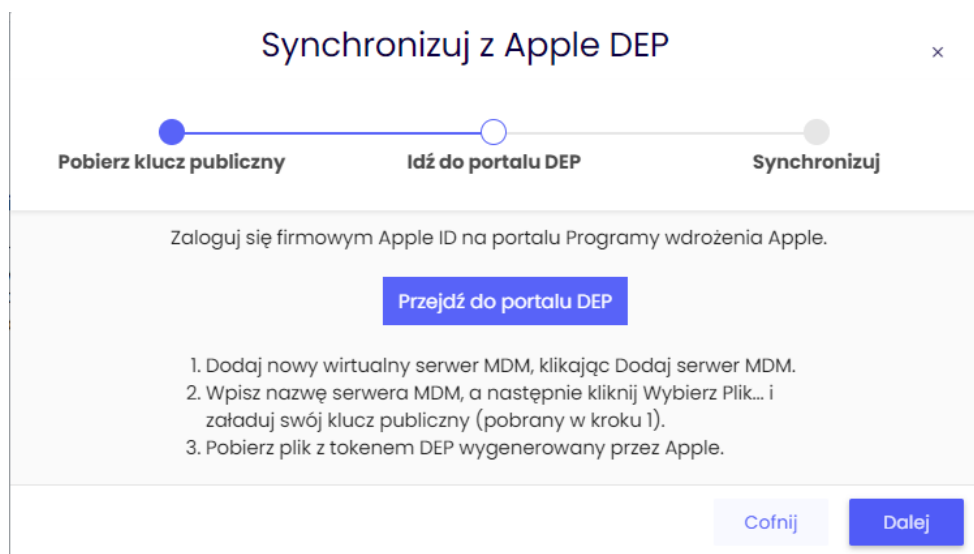 Synchronizuj z Apple DEP
×
Pobierz klucz publiczny
Idź do portalu DEP
Synchronizuj
Zaloguj się firmowym Apple ID na portalu Programy wdrożenia Apple.
Przejdź do portalu DEP
1. Dodaj nowy wirtualny serwer MDM, klikając Dodaj serwer MDM.
2. Wpisz nazwę serwera MDM, a następnie kliknij Wybierz Plik... i
załaduj swój klucz publiczny (pobrany w kroku 1).
3. Pobierz plik z tokenem DEP wygenerowany przez Apple.
Cofnij
Dalej